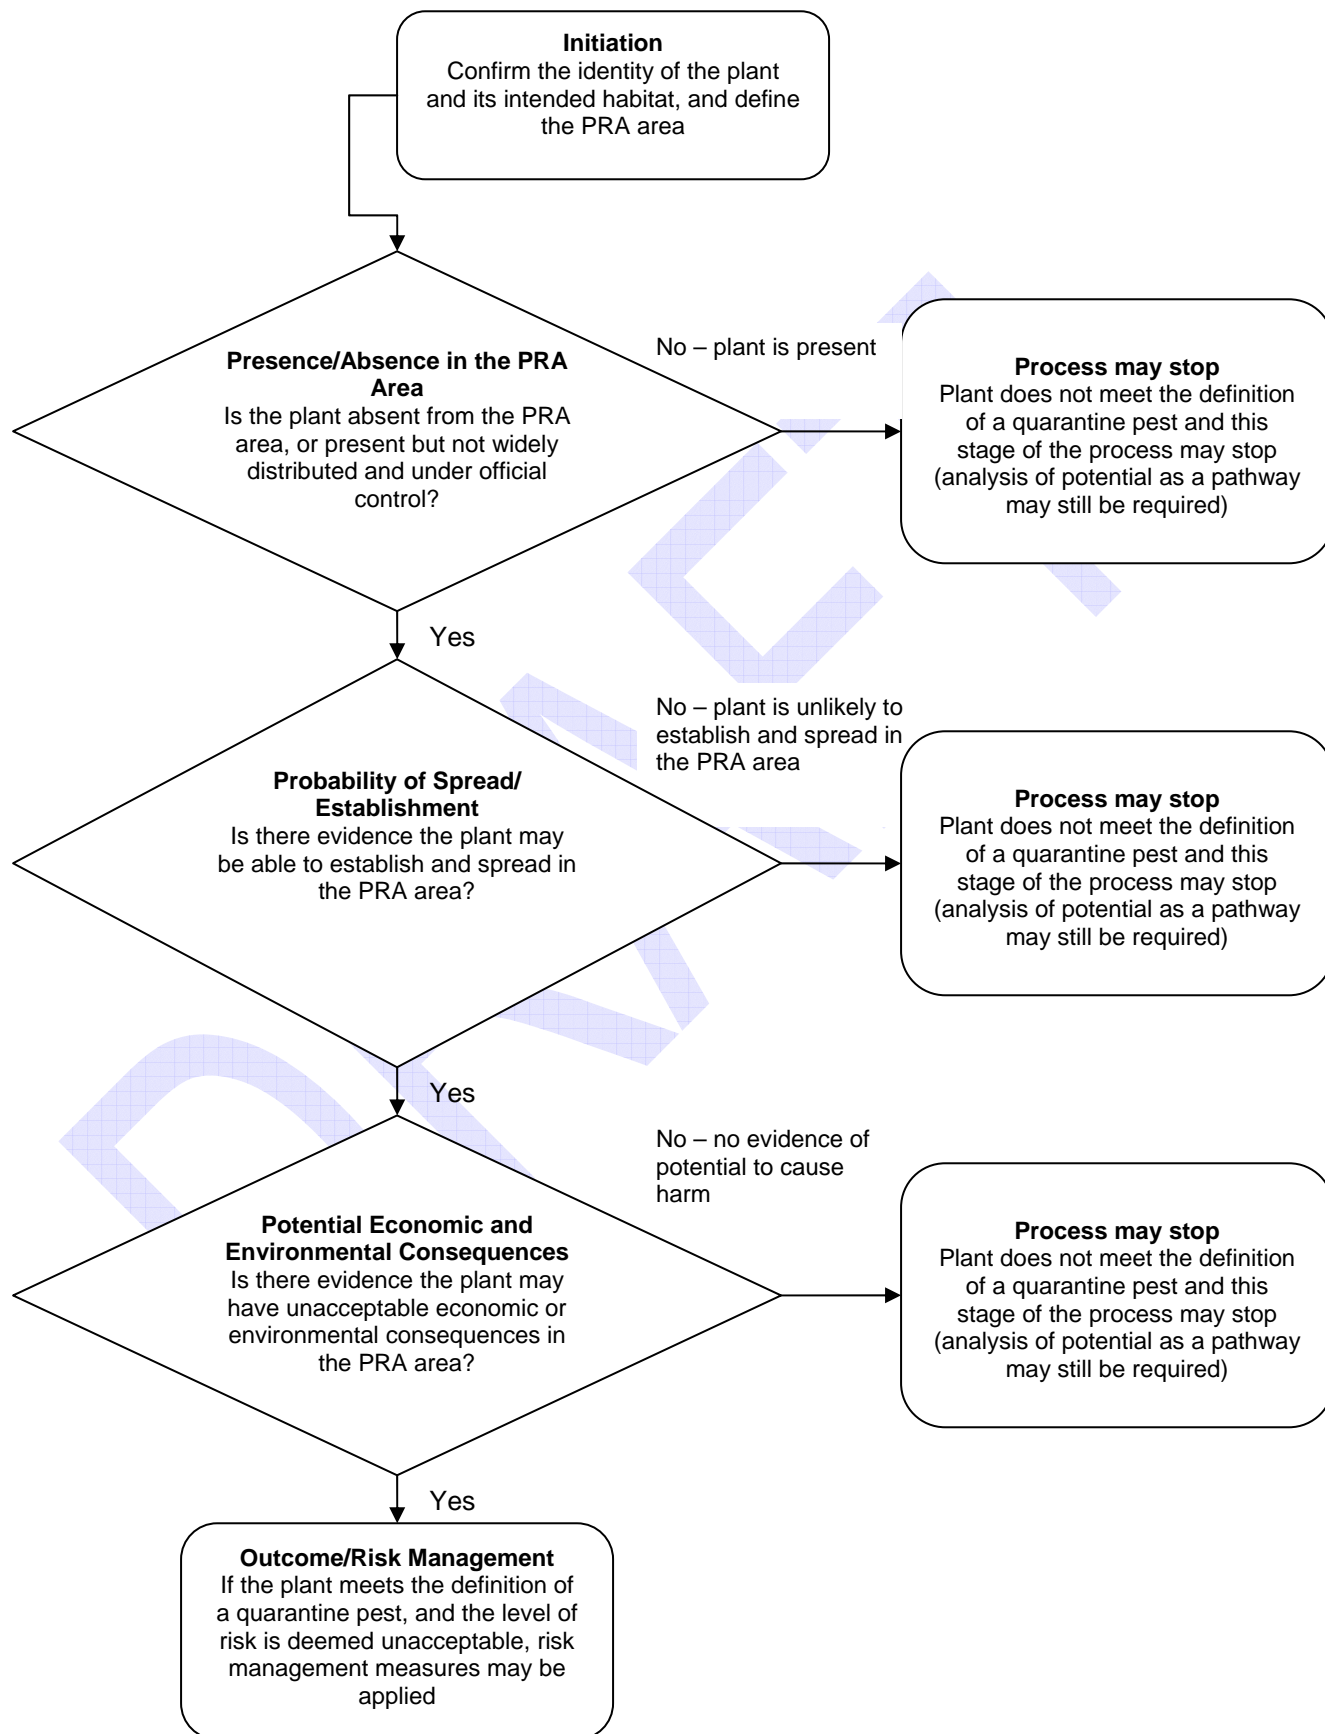 Initiation
Confirm the identity of the plant
and its intended habitat, and define
the PRA area
Presence/Absence in the PRA
Area
Is the plant absent from the PRA
area, or present but not widely
distributed and under official
control?
No – plant is present
Process may stop
Plant does not meet the definition
of a quarantine pest and this
stage of the process may stop
(analysis of potential as a pathway
may still be required)
Yes
Probability of Spread/
Establishment
Is there evidence the plant may
be able to establish and spread in
the PRA area?
No – plant is unlikely to
establish and spread in
the PRA area
Process may stop
Plant does not meet the definition
of a quarantine pest and this
stage of the process may stop
(analysis of potential as a pathway
may still be required)
Yes
Potential Economic and
Environmental Consequences
Is there evidence the plant may
have unacceptable economic or
environmental consequences in
the PRA area?
No – no evidence of
potential to cause
harm
Process may stop
Plant does not meet the definition
of a quarantine pest and this
stage of the process may stop
(analysis of potential as a pathway
may still be required)
Yes
Outcome/Risk Management
If the plant meets the definition of
a quarantine pest, and the level of
risk is deemed unacceptable, risk
management measures may be
applied